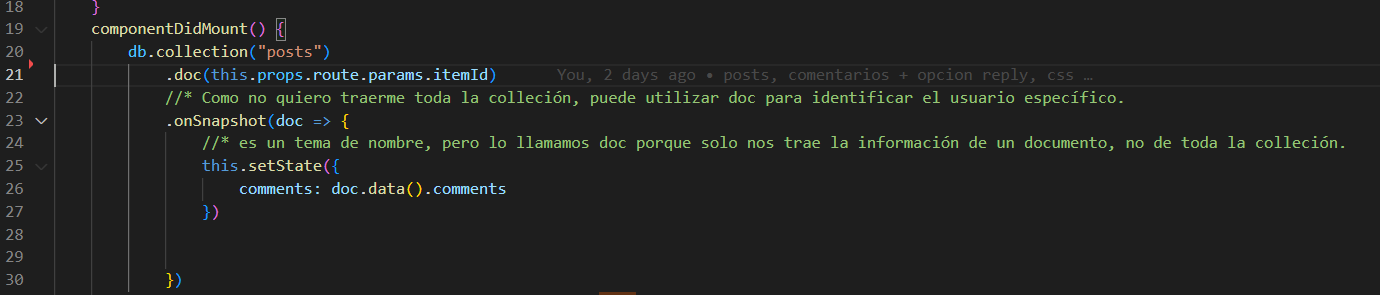 18 }
19 componentDidMount() {
20 db.collection("posts")
21 .doc(this.props.route.params.itemId) You, 2 days ago • posts, comentarios + opcion reply, css …
22 //* Como no quiero traerme toda la colleción, puede utilizar doc para identificar el usuario específico.
23 .onSnapshot(doc => {
24 //* es un tema de nombre, pero lo llamamos doc porque solo nos trae la información de un documento, no de toda la colleción.
25 this.setState({
26 comments: doc.data().comments
27 })
28
29
30 })